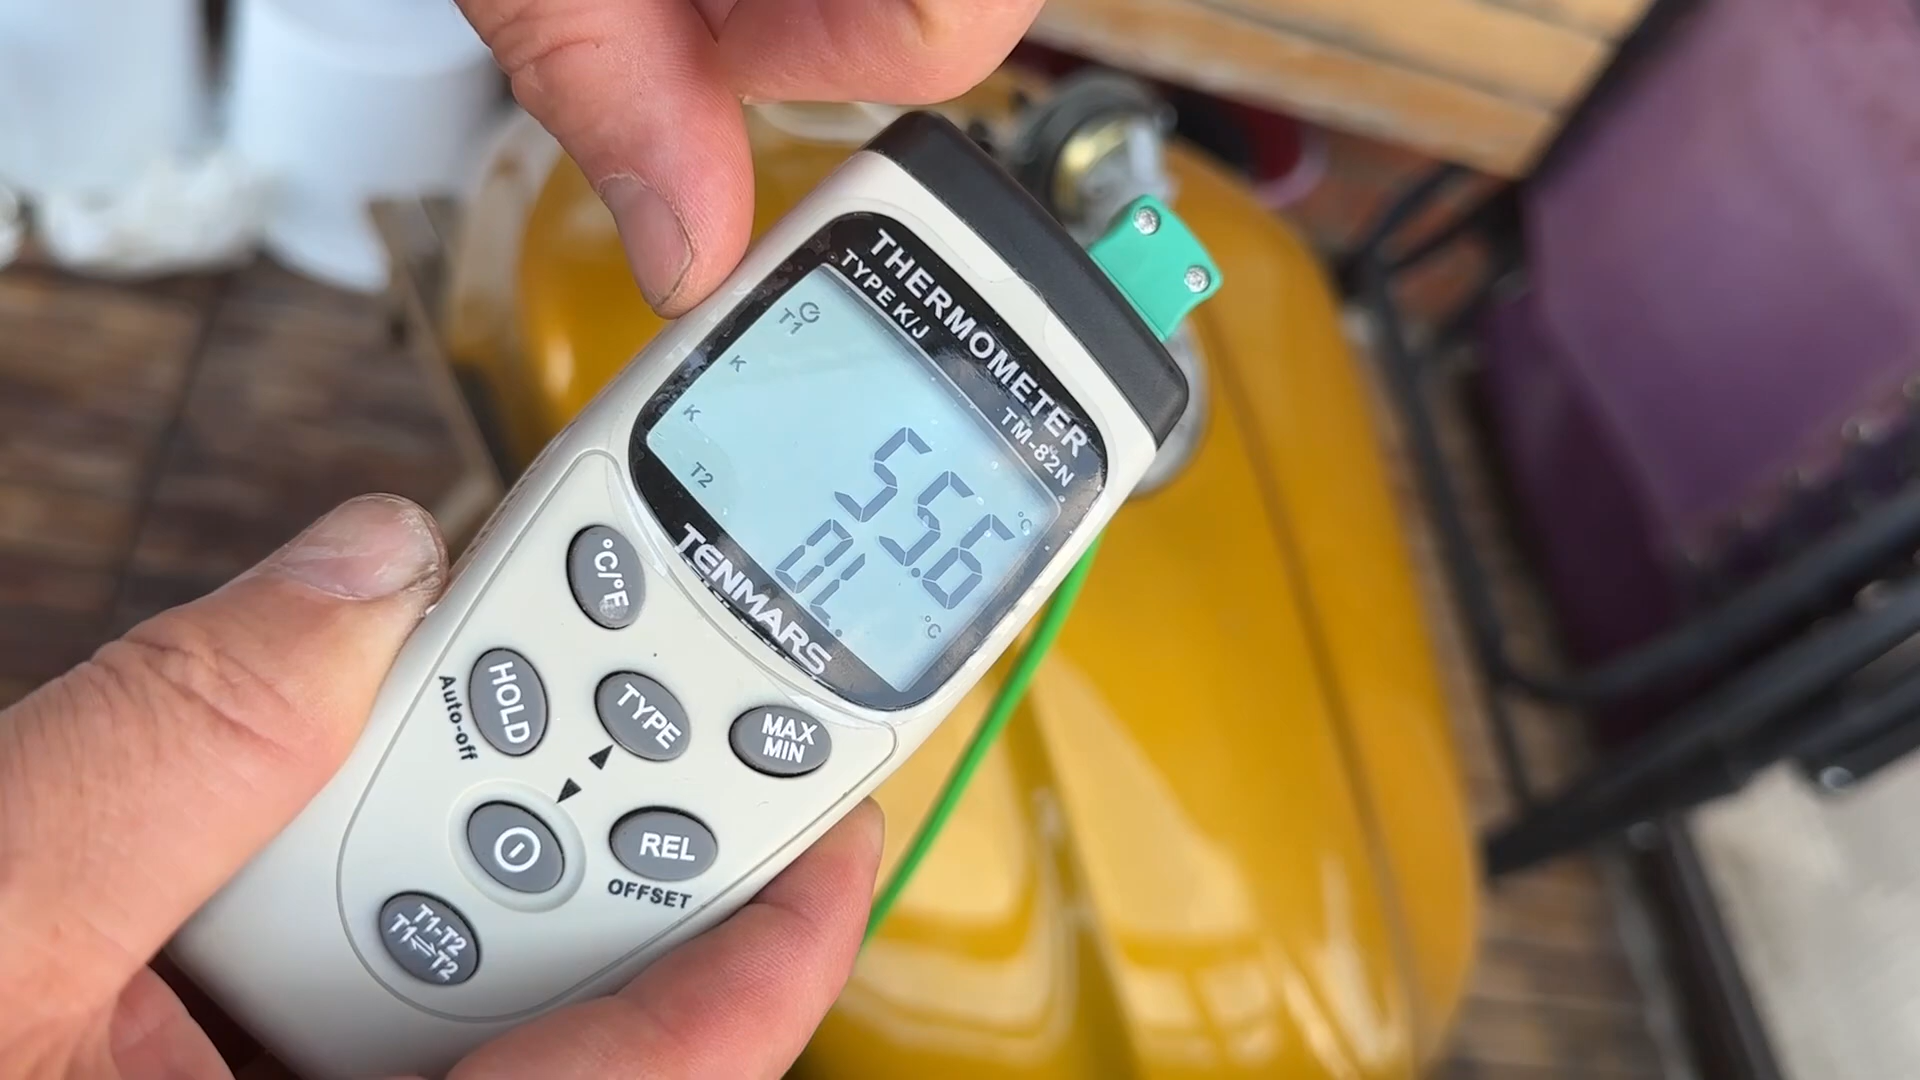 THERMOMETER
TYPE K/J
TM-82N
T1
K
55.6 °C
K
T2
OL. °C
TENMARS
°C/°F
HOLD
Auto-off
TYPE
MAX
MIN
REL
OFFSET
T1-T2
T1⇌T2